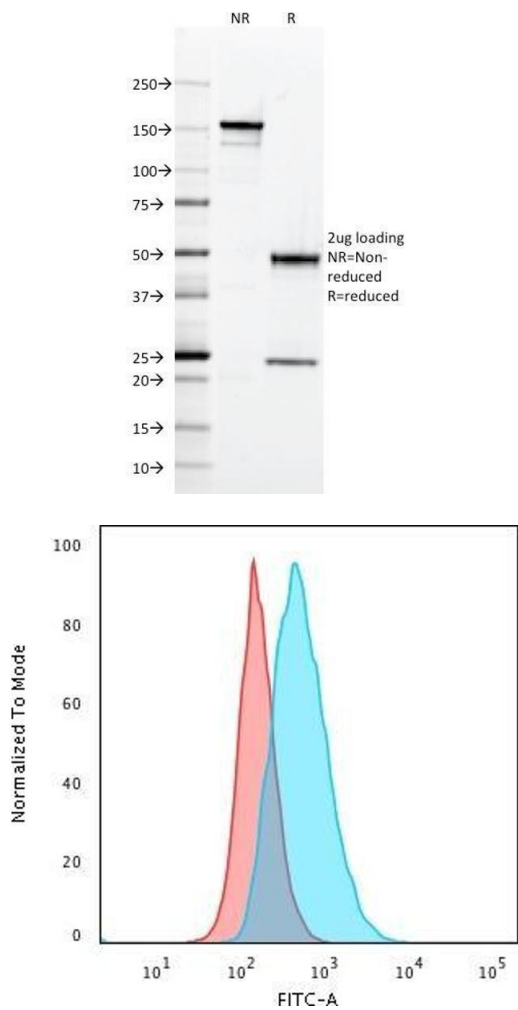 NR R
250→
150→
100→
75→
50→
37→
25→
20→
15→
10→
2ug loading
NR=Non-
reduced
R=reduced
Normalized To Mode
100
80
60
40
20
0
10¹ 10² 10³ 10⁴ 10⁵
FITC-A